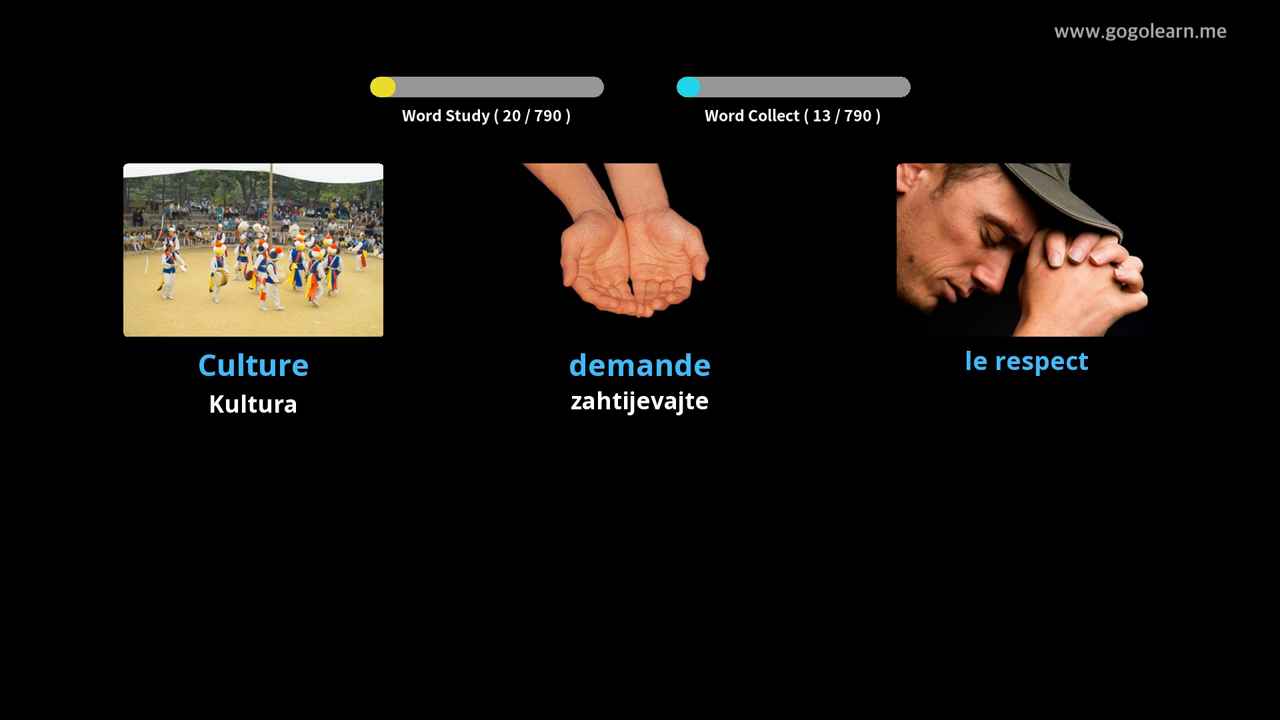 www.gogolearn.me
Word Study ( 20 / 790 )
Word Collect ( 13 / 790 )
Culture
Kultura
demande
zahtijevajte
le respect